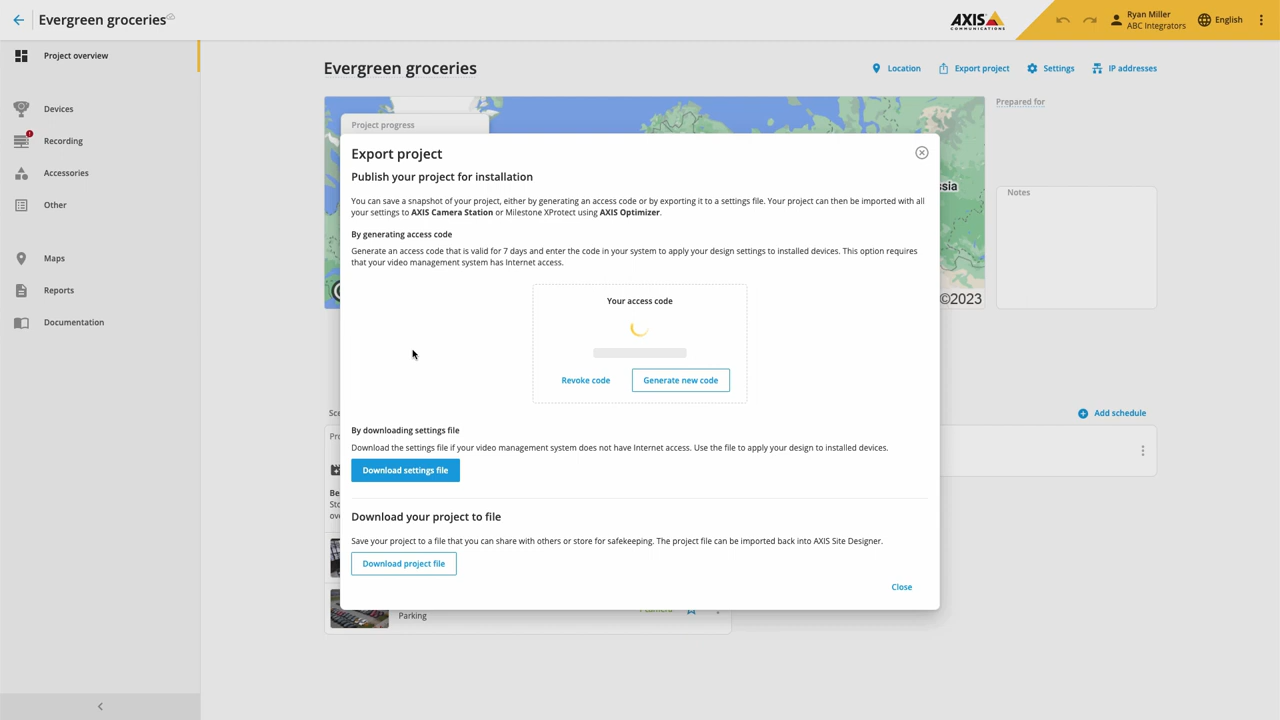 Evergreen groceries
AXIS
COMMUNICATIONS
Ryan Miller
ABC Integrators
English
Project overview
Devices
Recording
Accessories
Other
Maps
Reports
Documentation
Evergreen groceries
Location
Export project
Settings
IP addresses
Project progress
Prepared for
Notes
ssia
©2023
Export project
Publish your project for installation
You can save a snapshot of your project, either by generating an access code or by exporting it to a settings file. Your project can then be imported with all
your settings to AXIS Camera Station or Milestone XProtect using AXIS Optimizer.
By generating access code
Generate an access code that is valid for 7 days and enter the code in your system to apply your design settings to installed devices. This option requires
that your video management system has Internet access.
Your access code
Revoke code
Generate new code
By downloading settings file
Download the settings file if your video management system does not have Internet access. Use the file to apply your design to installed devices.
Download settings file
Download your project to file
Save your project to a file that you can share with others or store for safekeeping. The project file can be imported back into AXIS Site Designer.
Download project file
Close
Add schedule
Parking